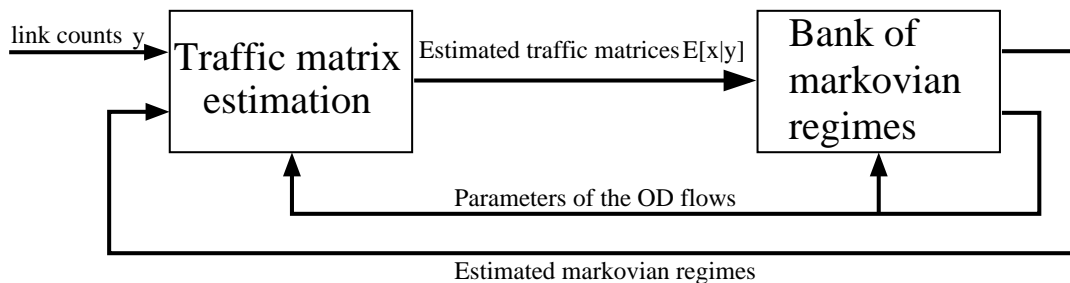 link counts y
Traffic matrix
estimation
Estimated traffic matrices E[x|y]
Bank of
markovian
regimes
Parameters of the OD flows
Estimated markovian regimes